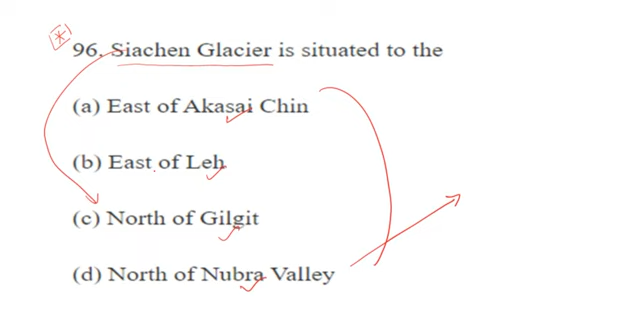 96. Siachen Glacier is situated to the
(a) East of Akasai Chin
(b) East of Leh
(c) North of Gilgit
(d) North of Nubra Valley